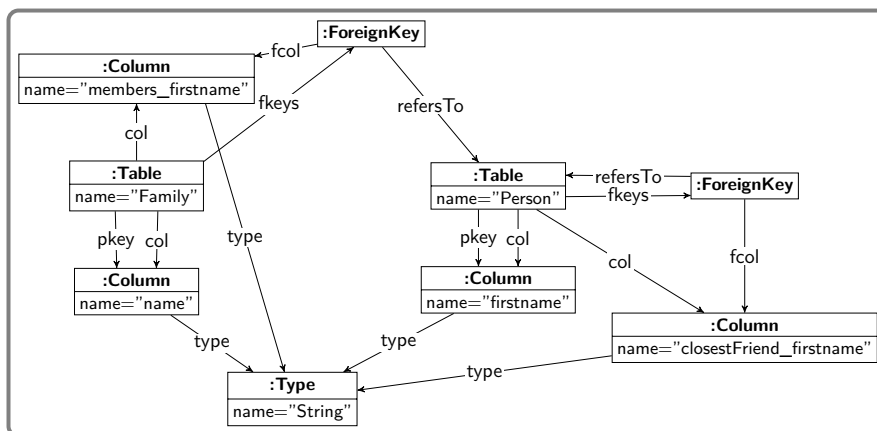 :ForeignKey
fcol
:Column
name="members_firstname"
fkeys
refersTo
col
:Table
name="Family"
:Table
name="Person"
refersTo
fkeys
:ForeignKey
pkey
col
type
pkey
col
col
fcol
:Column
name="name"
:Column
name="firstname"
:Column
name="closestFriend_firstname"
type
type
type
:Type
name="String"